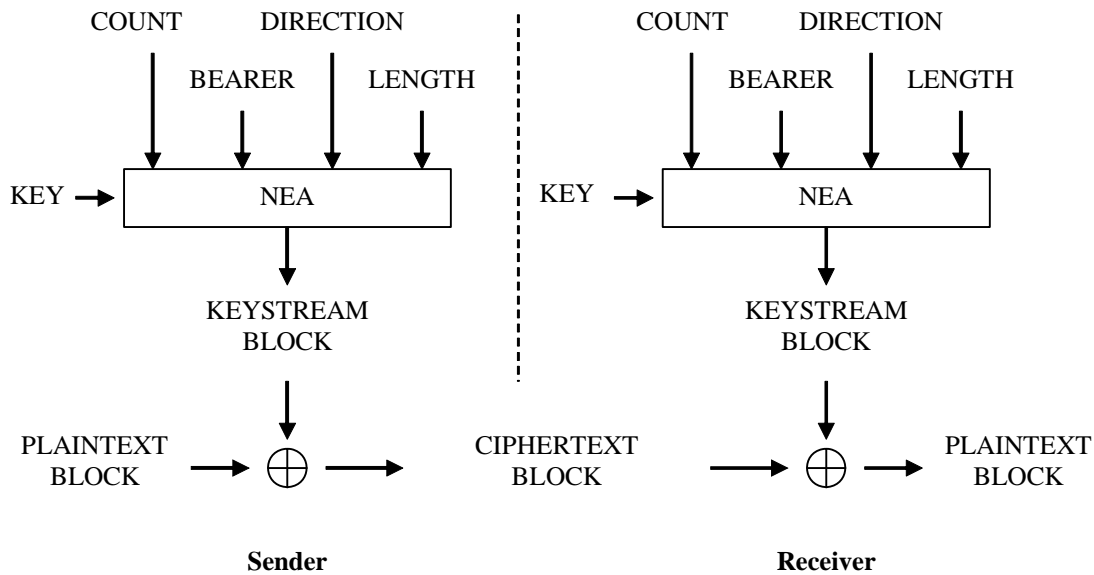 COUNT DIRECTION COUNT DIRECTION
BEARER LENGTH BEARER LENGTH
KEY NEA KEY NEA
KEYSTREAM BLOCK KEYSTREAM BLOCK
PLAINTEXT BLOCK CIPHERTEXT BLOCK PLAINTEXT BLOCK
Sender Receiver